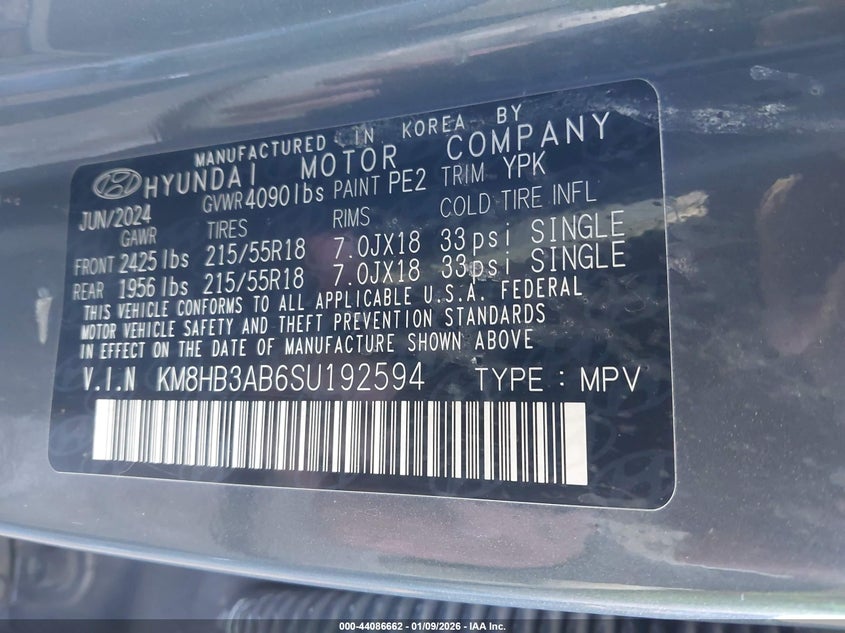 MANUFACTURED IN KOREA BY
HYUNDAI MOTOR COMPANY
JUN/2024 GVWR 4090lbs PAINT PE2 TRIM YPK
GAWR TIRES RIMS COLD TIRE INFL
FRONT 2425 lbs 215/55R18 7.0JX18 33psi SINGLE
REAR 1956 lbs 215/55R18 7.0JX18 33psi SINGLE
THIS VEHICLE CONFORMS TO ALL APPLICABLE U.S.A. FEDERAL
MOTOR VEHICLE SAFETY AND THEFT PREVENTION STANDARDS
IN EFFECT ON THE DATE OF MANUFACTURE SHOWN ABOVE
V.I.N KM8HB3AB6SU192594 TYPE : MPV
000-44086662 - 01/09/2026 - IAA Inc.